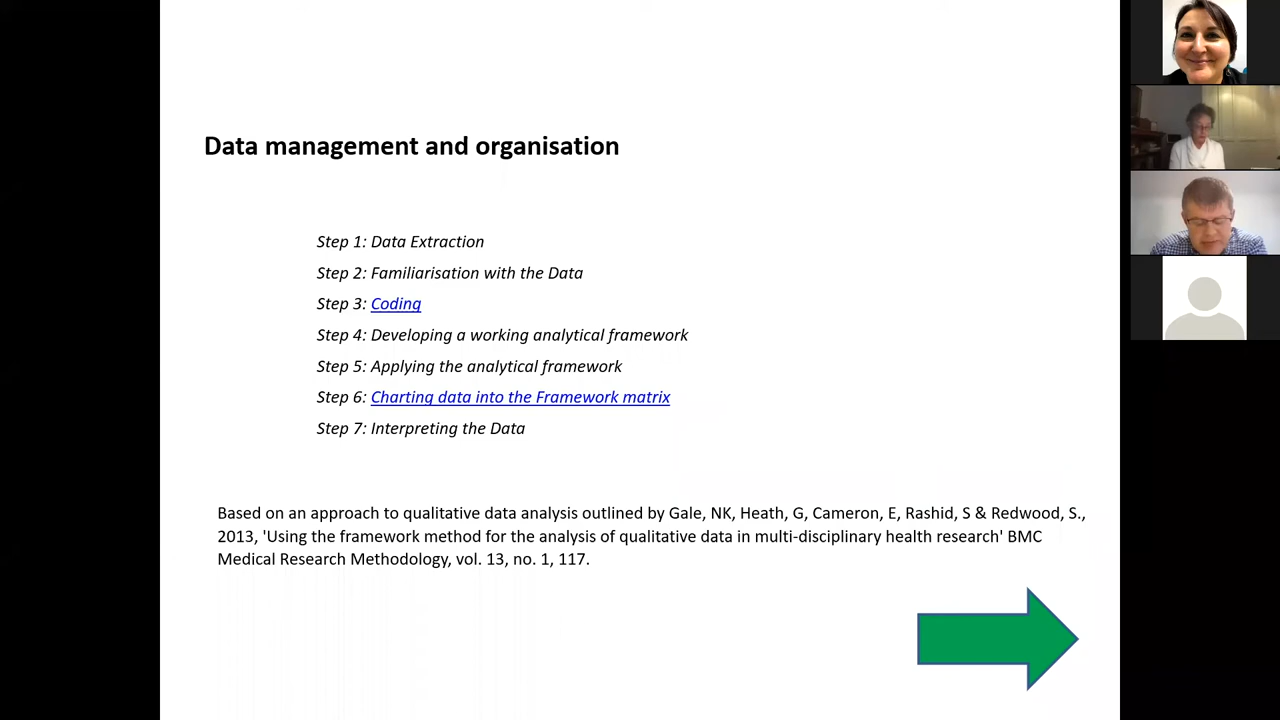 Data management and organisation
Step 1: Data Extraction
Step 2: Familiarisation with the Data
Step 3: Coding
Step 4: Developing a working analytical framework
Step 5: Applying the analytical framework
Step 6: Charting data into the Framework matrix
Step 7: Interpreting the Data
Based on an approach to qualitative data analysis outlined by Gale, NK, Heath, G, Cameron, E, Rashid, S & Redwood, S.,
2013, 'Using the framework method for the analysis of qualitative data in multi-disciplinary health research' BMC
Medical Research Methodology, vol. 13, no. 1, 117.